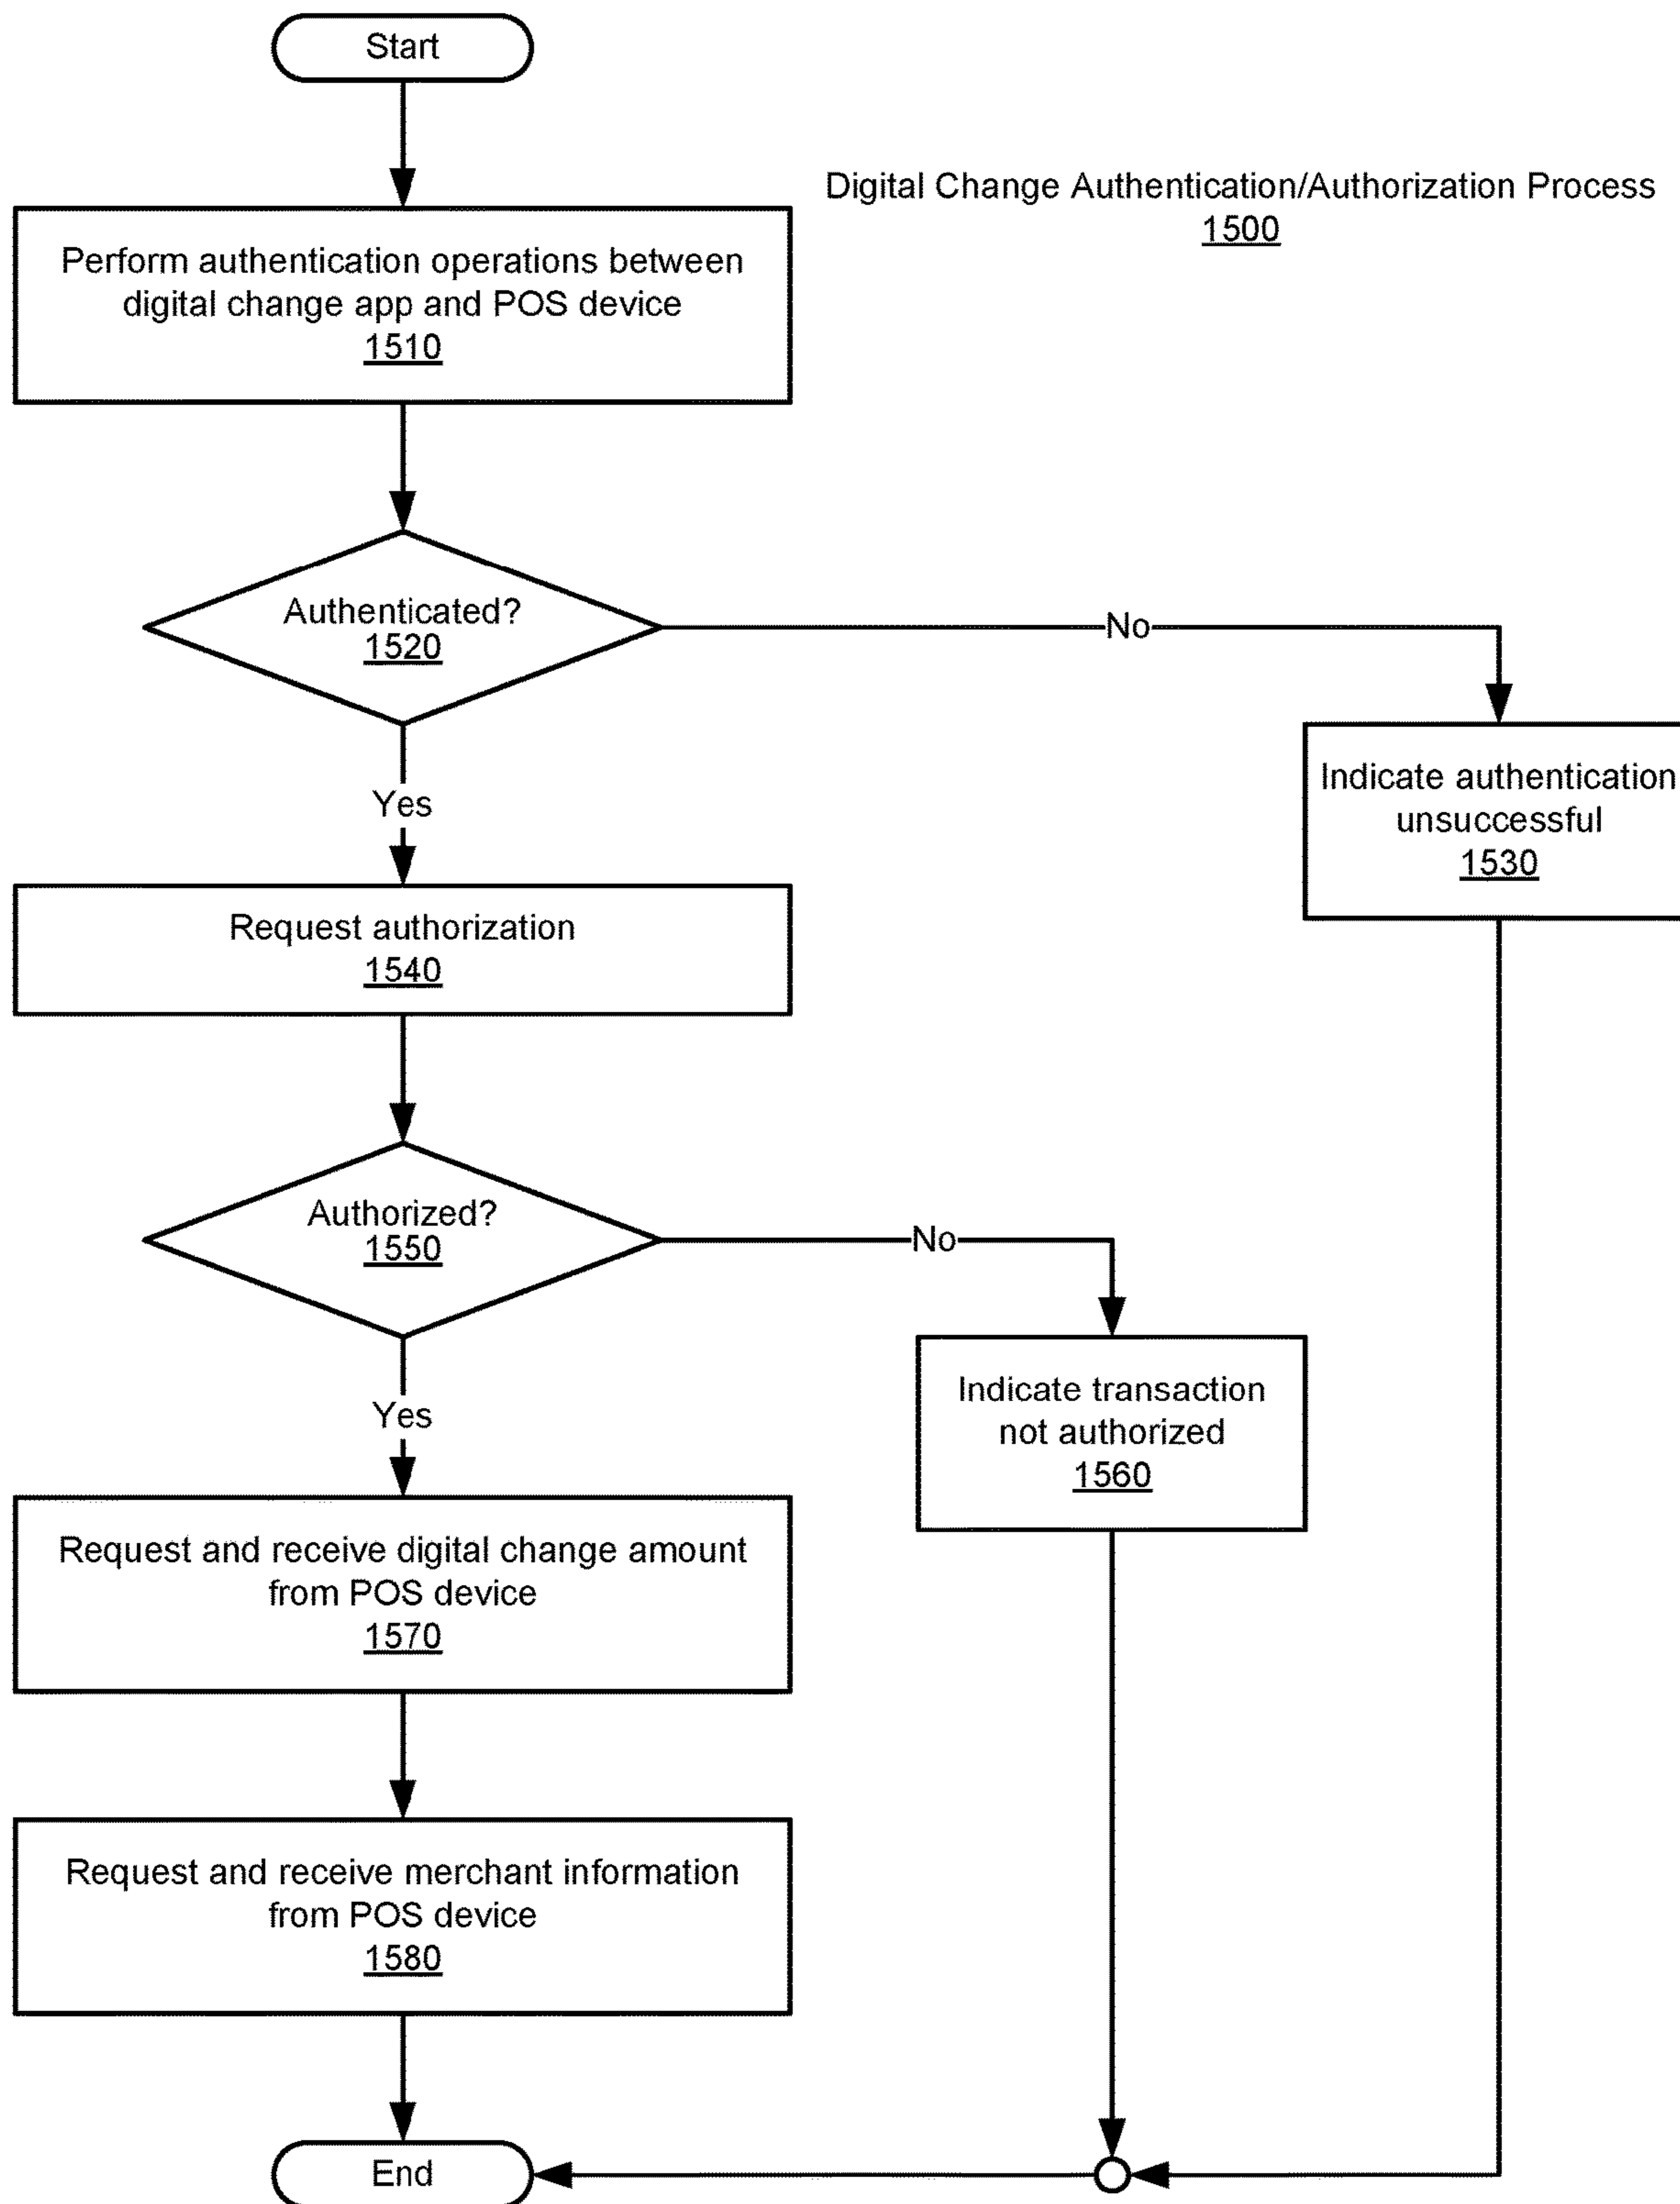 Start
Digital Change Authentication/Authorization Process
1500
Perform authentication operations between
digital change app and POS device
1510
Authenticated?
1520
No
Yes
Indicate authentication
unsuccessful
1530
Request authorization
1540
Authorized?
1550
No
Yes
Indicate transaction
not authorized
1560
Request and receive digital change amount
from POS device
1570
Request and receive merchant information
from POS device
1580
End